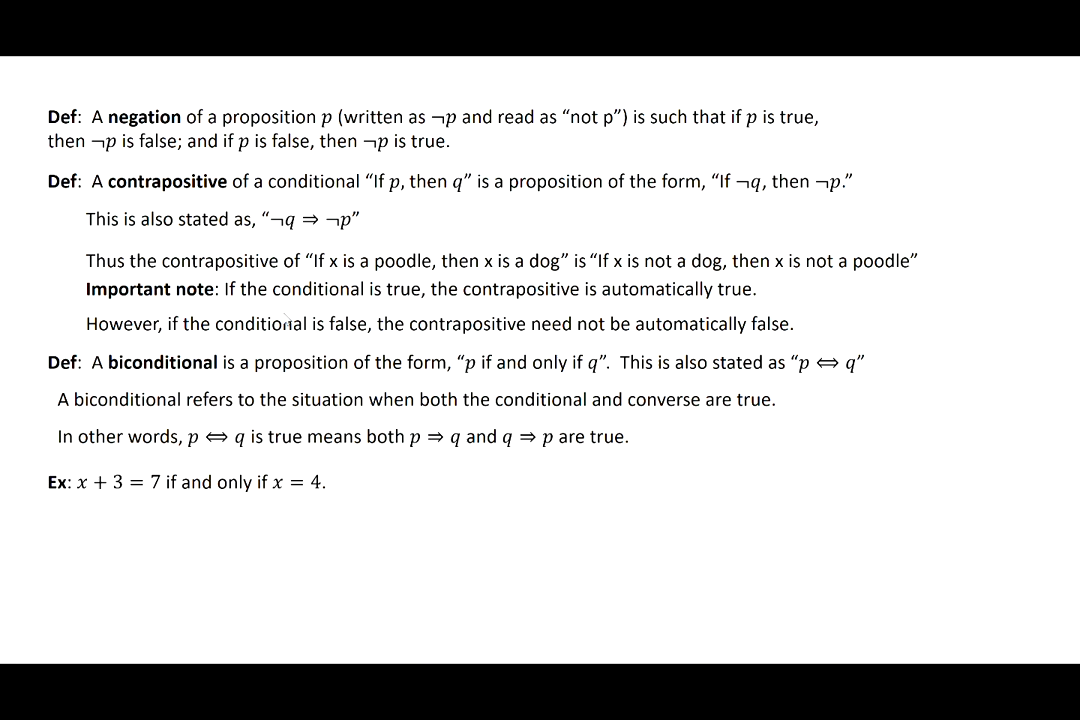 Def:  A negation of a proposition p (written as ¬p and read as “not p”) is such that if p is true,
then ¬p is false; and if p is false, then ¬p is true.
Def:  A contrapositive of a conditional “If p, then q” is a proposition of the form, “If ¬q, then ¬p.”
This is also stated as, “¬q ⇒ ¬p”
Thus the contrapositive of “If x is a poodle, then x is a dog” is “If x is not a dog, then x is not a poodle”
Important note: If the conditional is true, the contrapositive is automatically true.
However, if the conditional is false, the contrapositive need not be automatically false.
Def:  A biconditional is a proposition of the form, “p if and only if q”.  This is also stated as “p ⟺ q”
A biconditional refers to the situation when both the conditional and converse are true.
In other words, p ⟺ q is true means both p ⇒ q and q ⇒ p are true.
Ex: x + 3 = 7 if and only if x = 4.